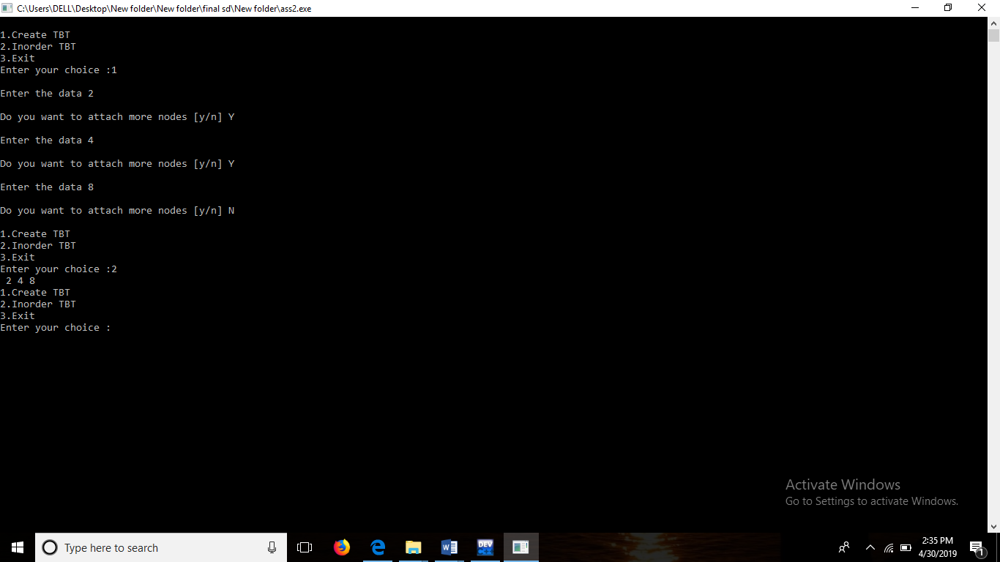 C:\Users\DELL\Desktop\New folder\New folder\final sd\New folder\ass2.exe
1.Create TBT
2.Inorder TBT
3.Exit
Enter your choice :1
Enter the data 2
Do you want to attach more nodes [y/n] Y
Enter the data 4
Do you want to attach more nodes [y/n] Y
Enter the data 8
Do you want to attach more nodes [y/n] N
1.Create TBT
2.Inorder TBT
3.Exit
Enter your choice :2
 2 4 8
1.Create TBT
2.Inorder TBT
3.Exit
Enter your choice :
Activate Windows
Go to Settings to activate Windows.
Type here to search
DEV
2:35 PM
4/30/2019
1